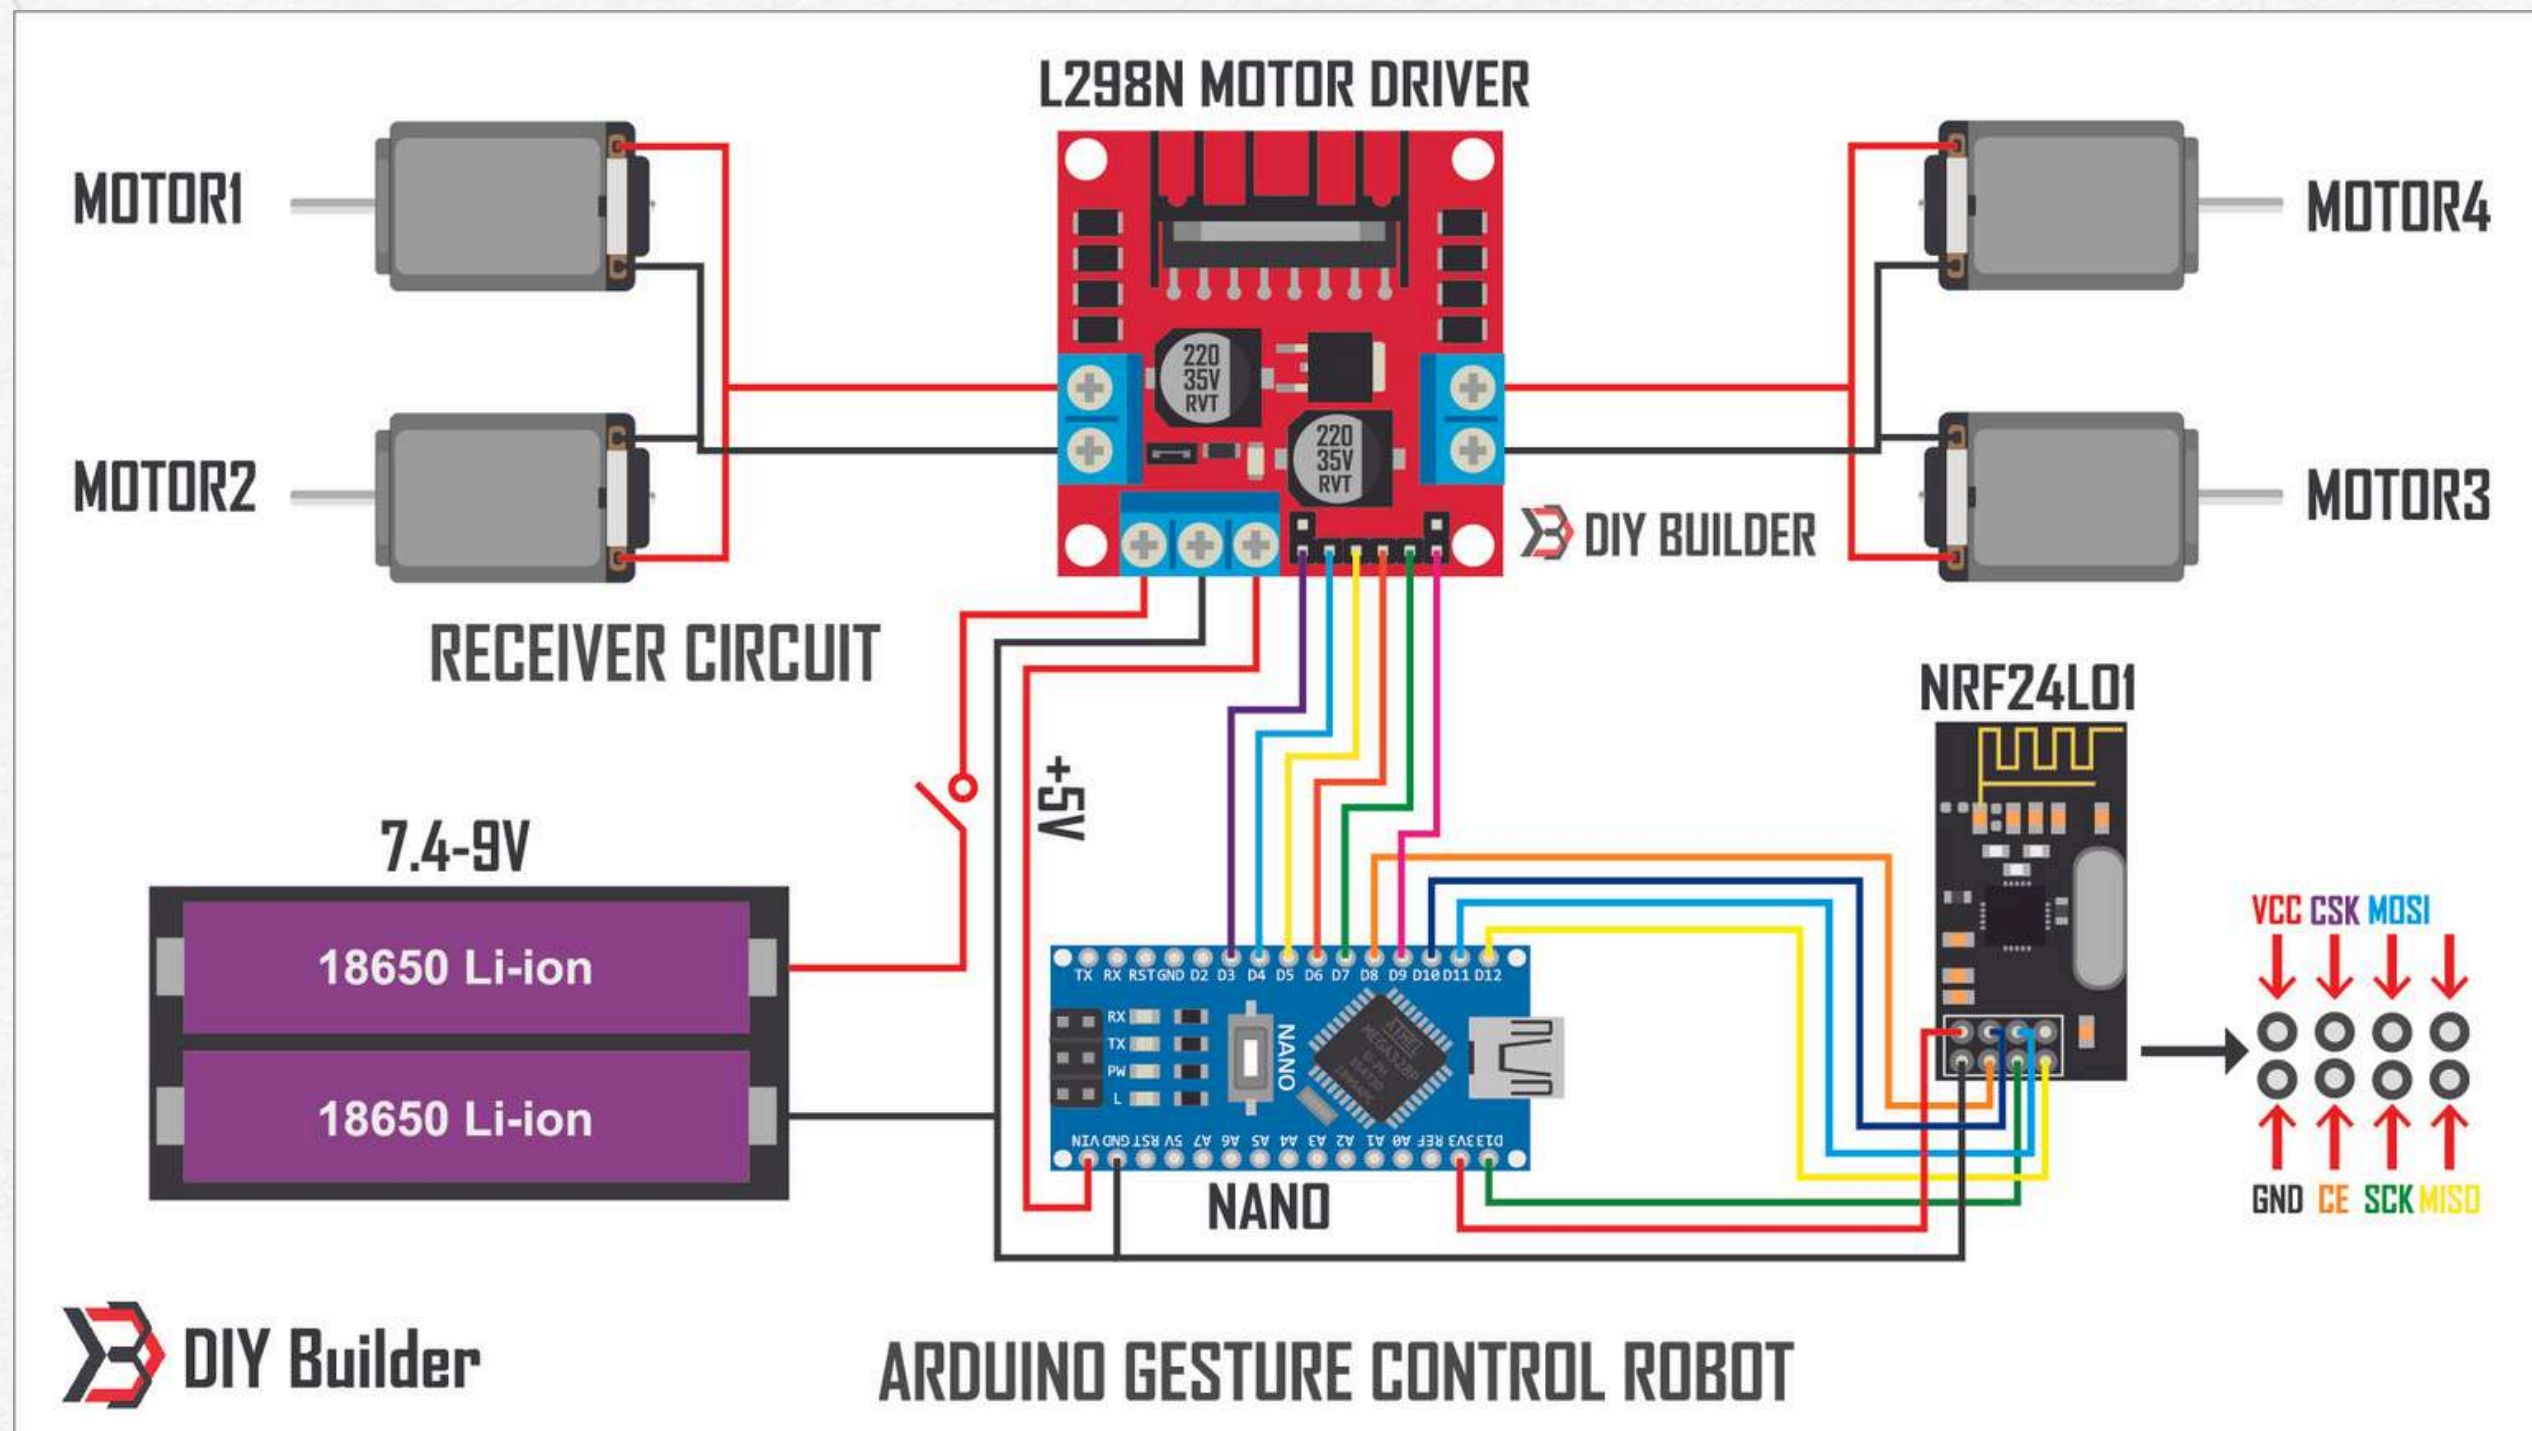 L298N MOTOR DRIVER
MOTOR1
MOTOR4
220
35V
RVT
220
35V
RVT
MOTOR2
MOTOR3
DIY BUILDER
RECEIVER CIRCUIT
NRF24L01
+5V
7.4-9V
18650 Li-ion
18650 Li-ion
TX RX RST GND D2 D3 D4 D5 D6 D7 D8 D9 D10 D11 D12
RX
TX
PW
L
NANO
ATMEL
MEGA328P
VIN GND RST 5V A7 A6 A5 A4 A3 A2 A1 A0 REF 3V3 D13
NANO
VCC CSK MOSI
GND CE SCK MISO
DIY Builder
ARDUINO GESTURE CONTROL ROBOT